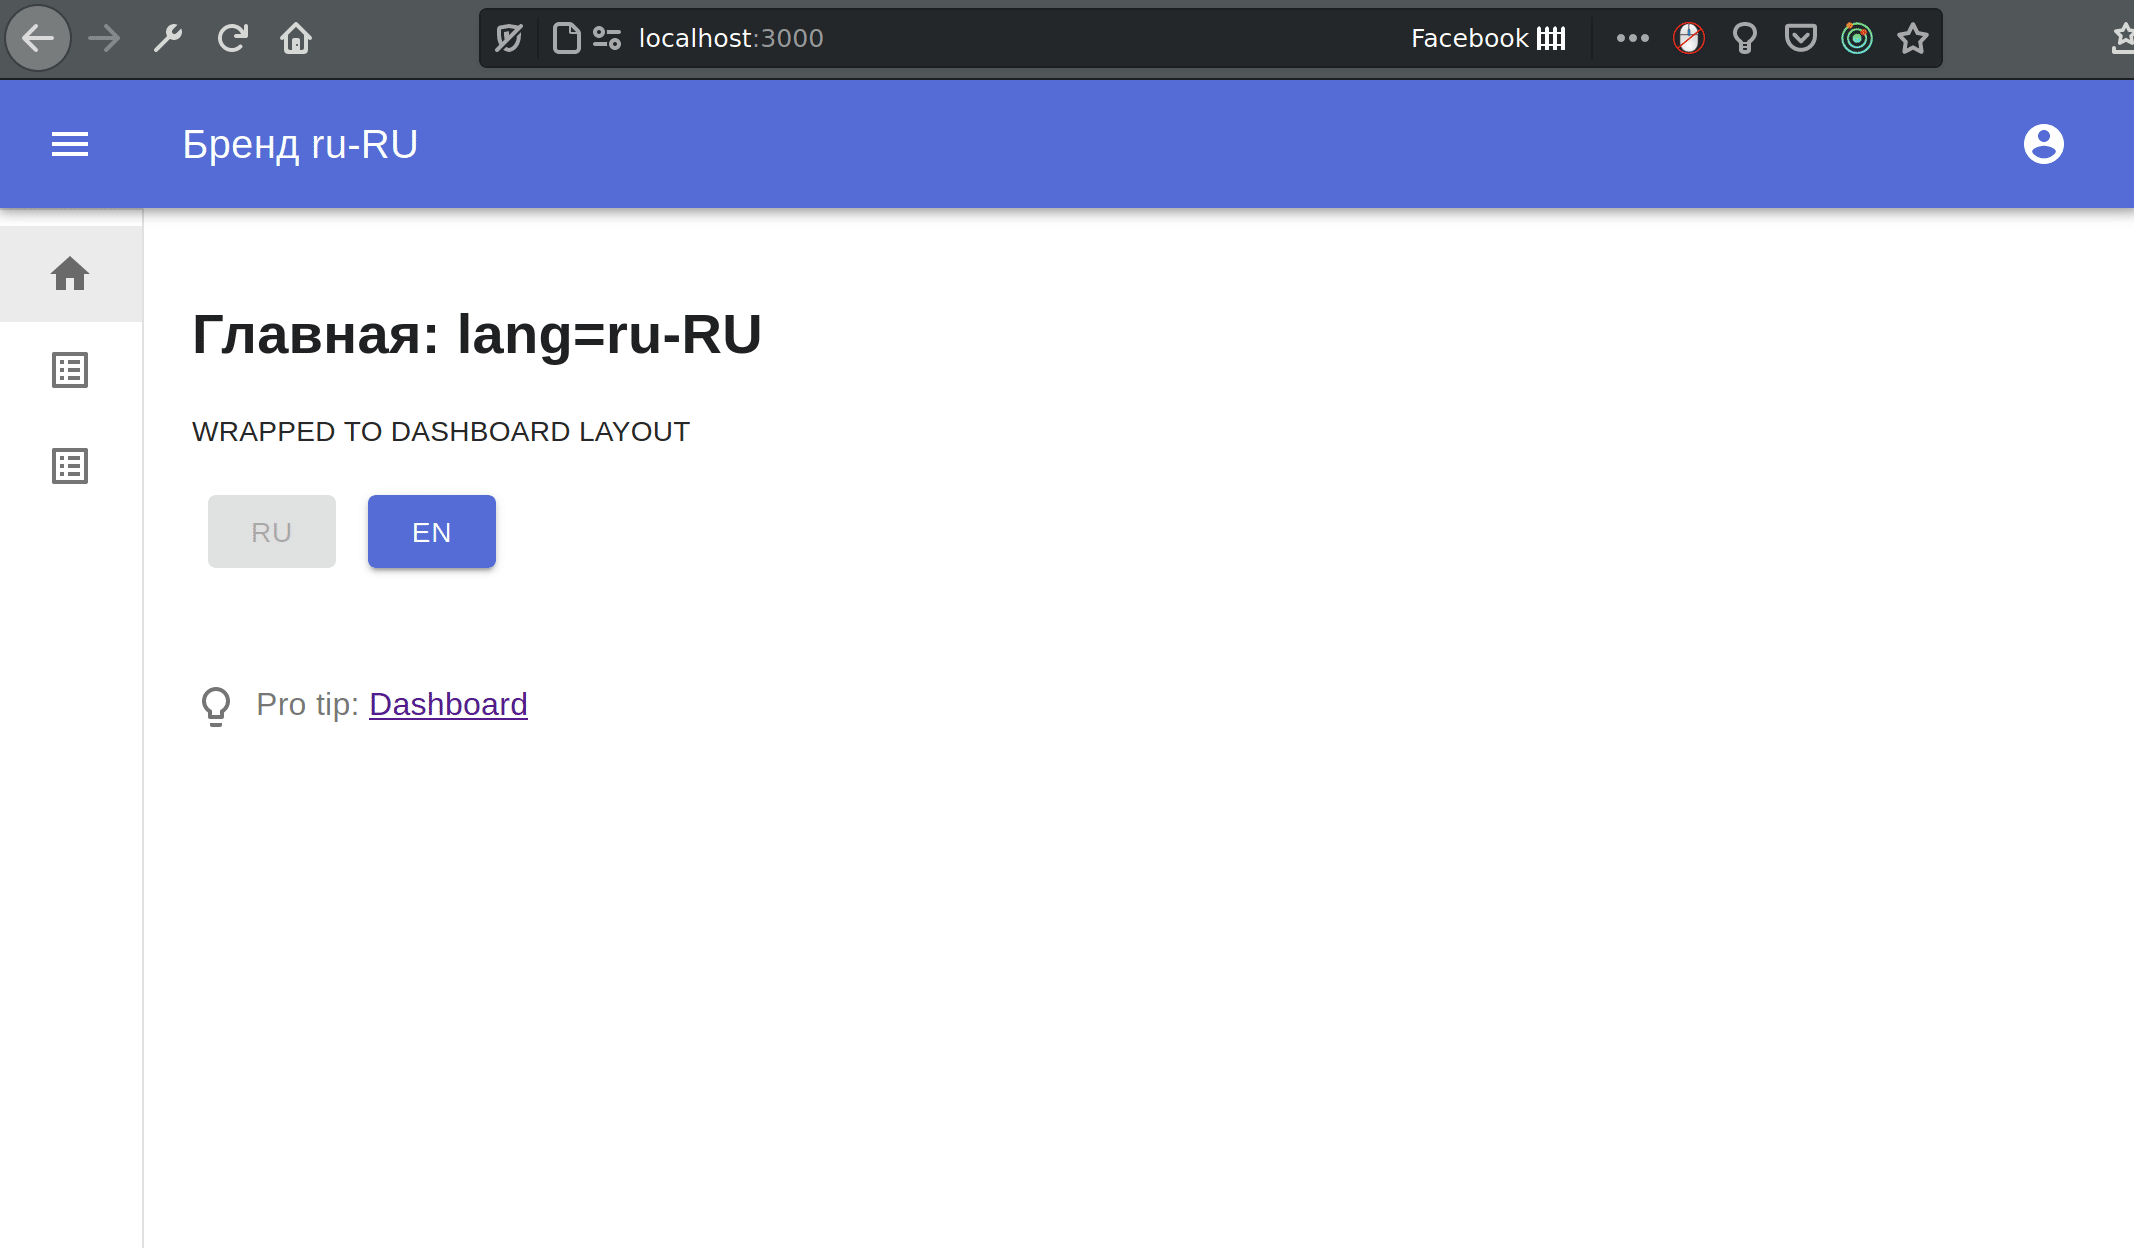 localhost:3000
Facebook
Бренд ru-RU
Главная: lang=ru-RU
WRAPPED TO DASHBOARD LAYOUT
RU
EN
Pro tip: Dashboard